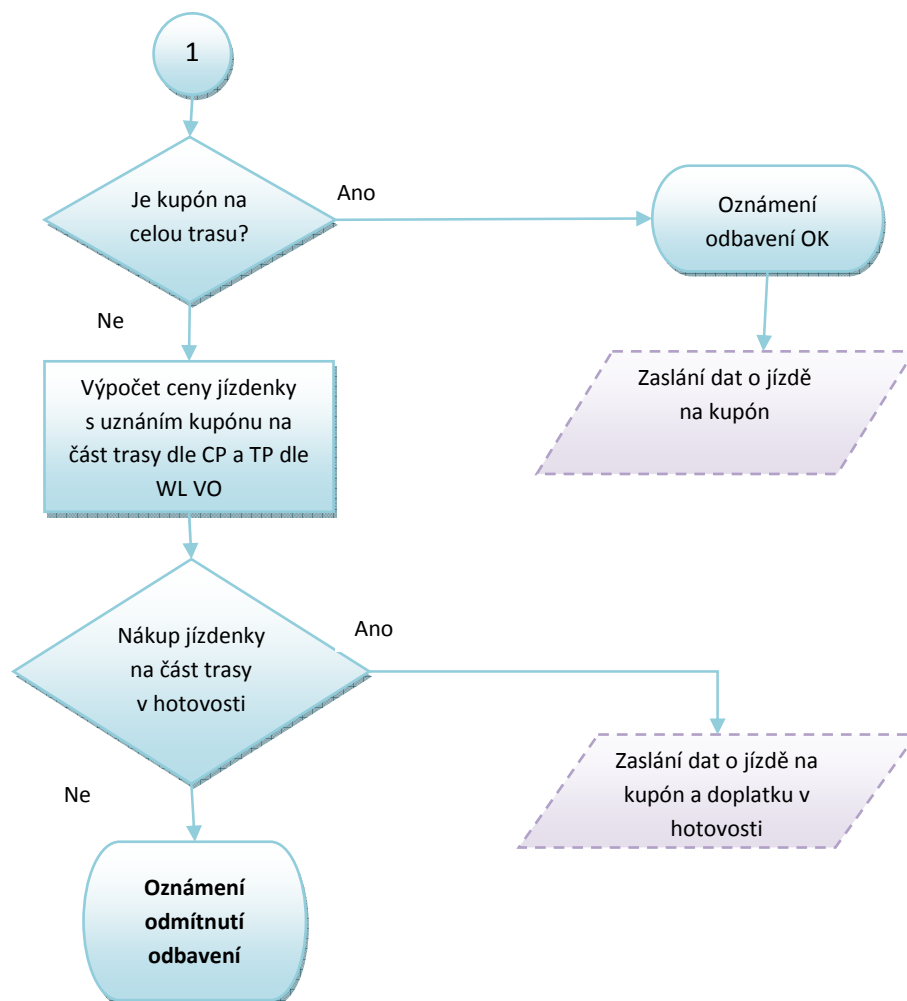 1
Je kupón na
celou trasu?
Ano
Oznámení
odbavení OK
Ne
Zaslání dat o jízdě
na kupón
Výpočet ceny jízdenky
s uznáním kupónu na
část trasy dle CP a TP dle
WL VO
Nákup jízdenky
na část trasy
v hotovosti
Ano
Zaslání dat o jízdě na
kupón a doplatku v
hotovosti
Ne
Oznámení
odmítnutí
odbavení